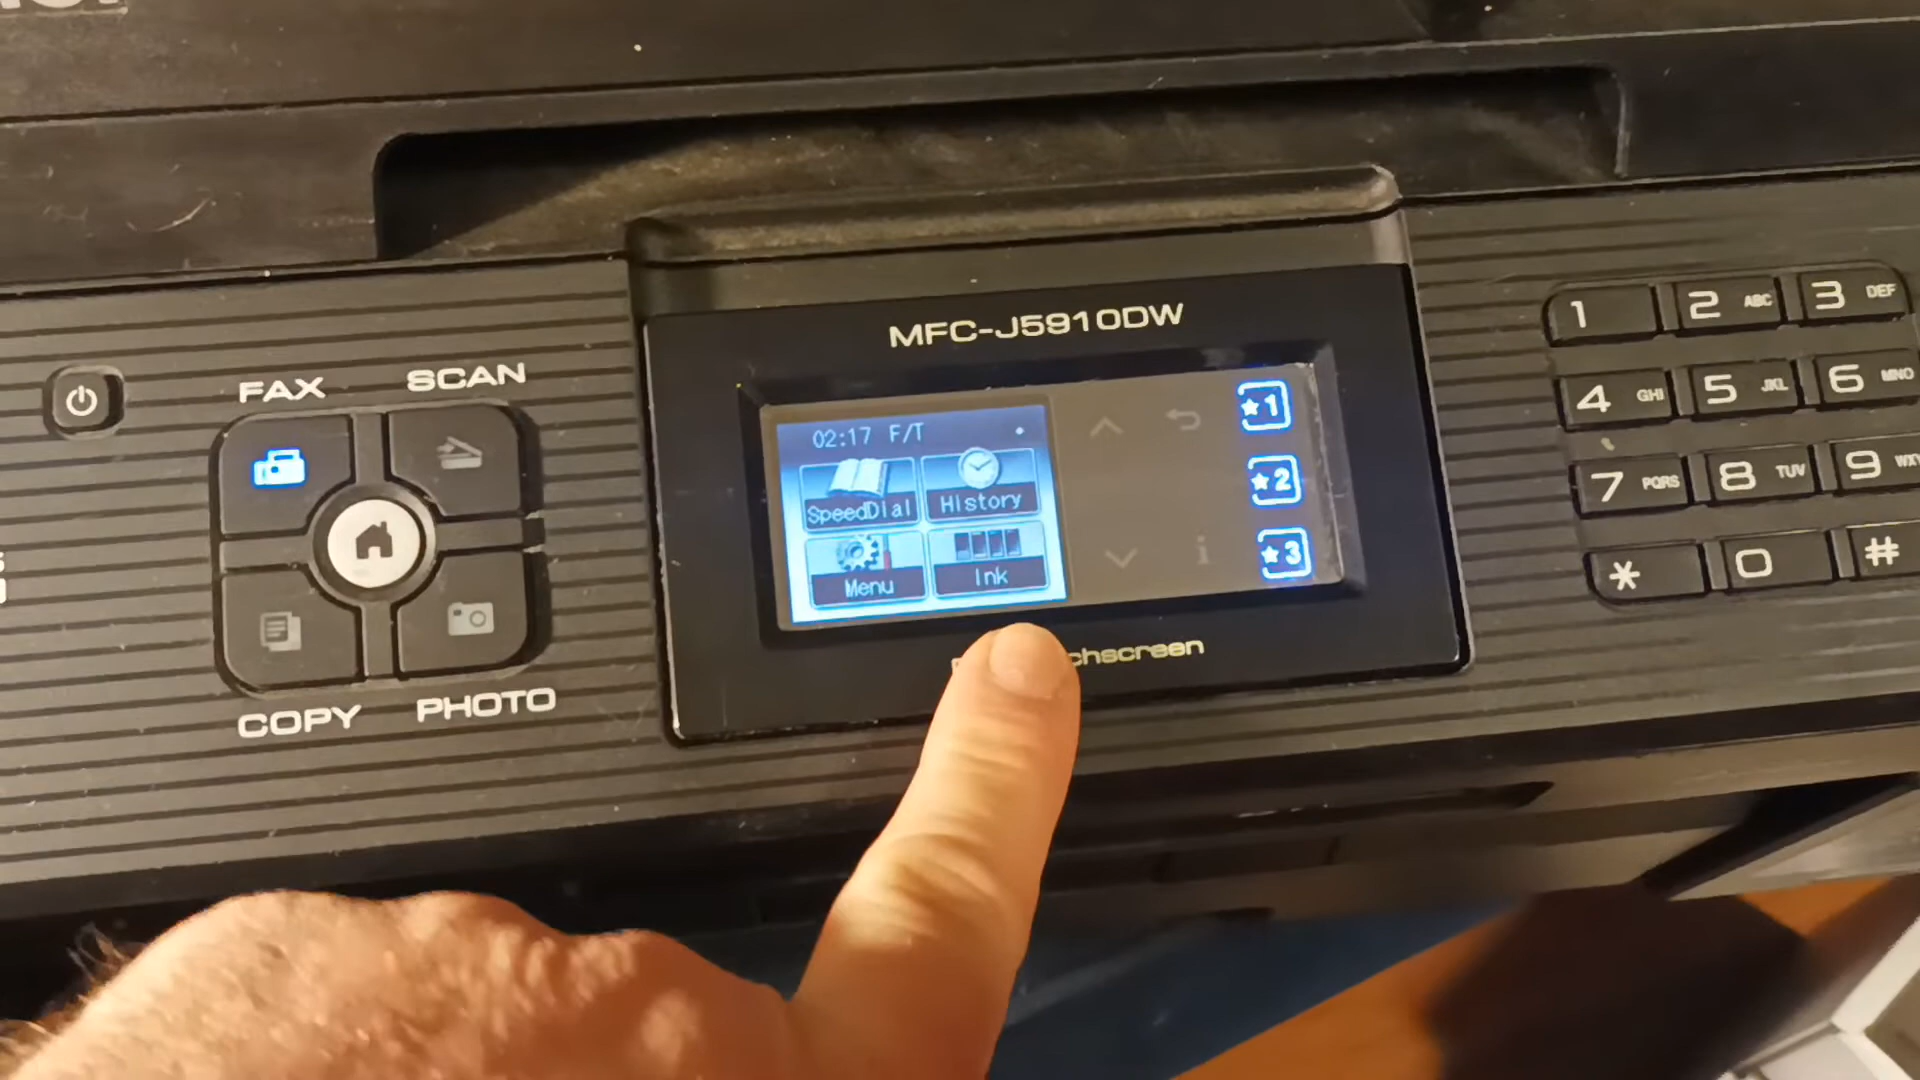 MFC-J5910DW
FAX
SCAN
COPY
PHOTO
02:17 F/T
SpeedDial
History
Menu
Ink
★1
★2
★3
i
1
2 ABC
3 DEF
4 GHI
5 JKL
6 MNO
7 PQRS
8 TUV
9
*
0
#